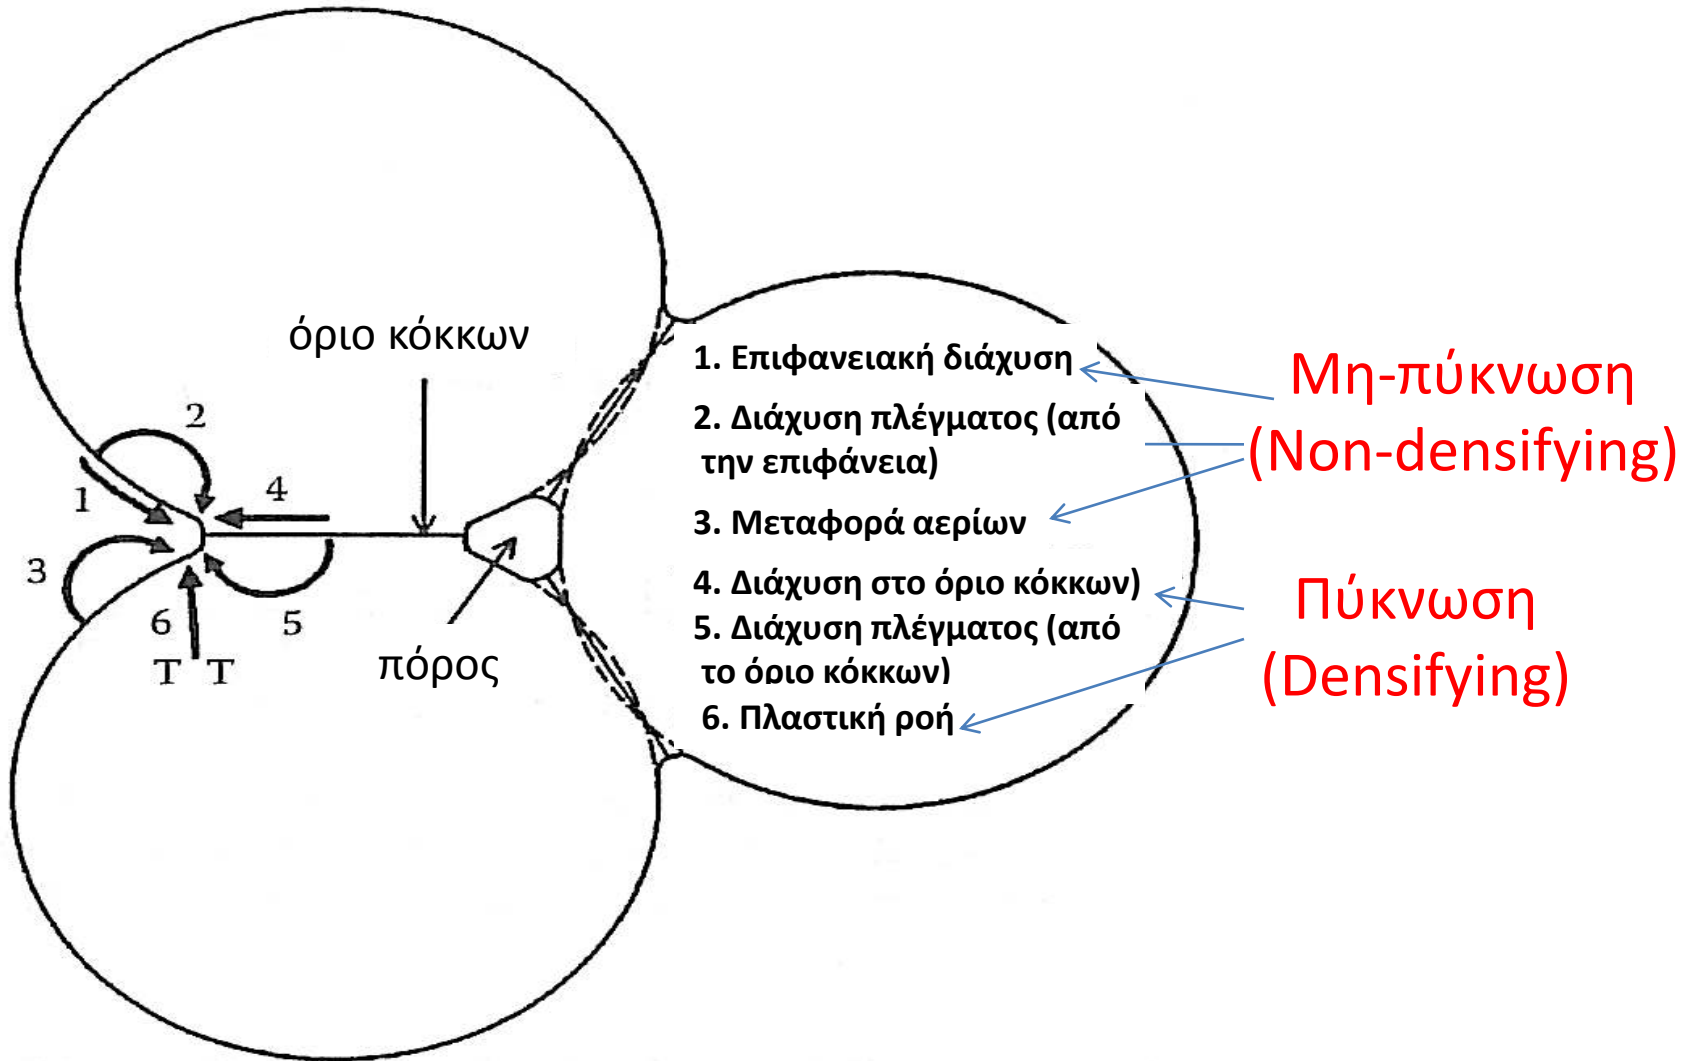 όριο κόκκων
2
1
4
3
6
5
T T
πόρος
1. Επιφανειακή διάχυση
2. Διάχυση πλέγματος (από
την επιφάνεια)
3. Μεταφορά αερίων
4. Διάχυση στο όριο κόκκων)
5. Διάχυση πλέγματος (από
το όριο κόκκων)
6. Πλαστική ροή
Μη-πύκνωση
(Non-densifying)
Πύκνωση
(Densifying)